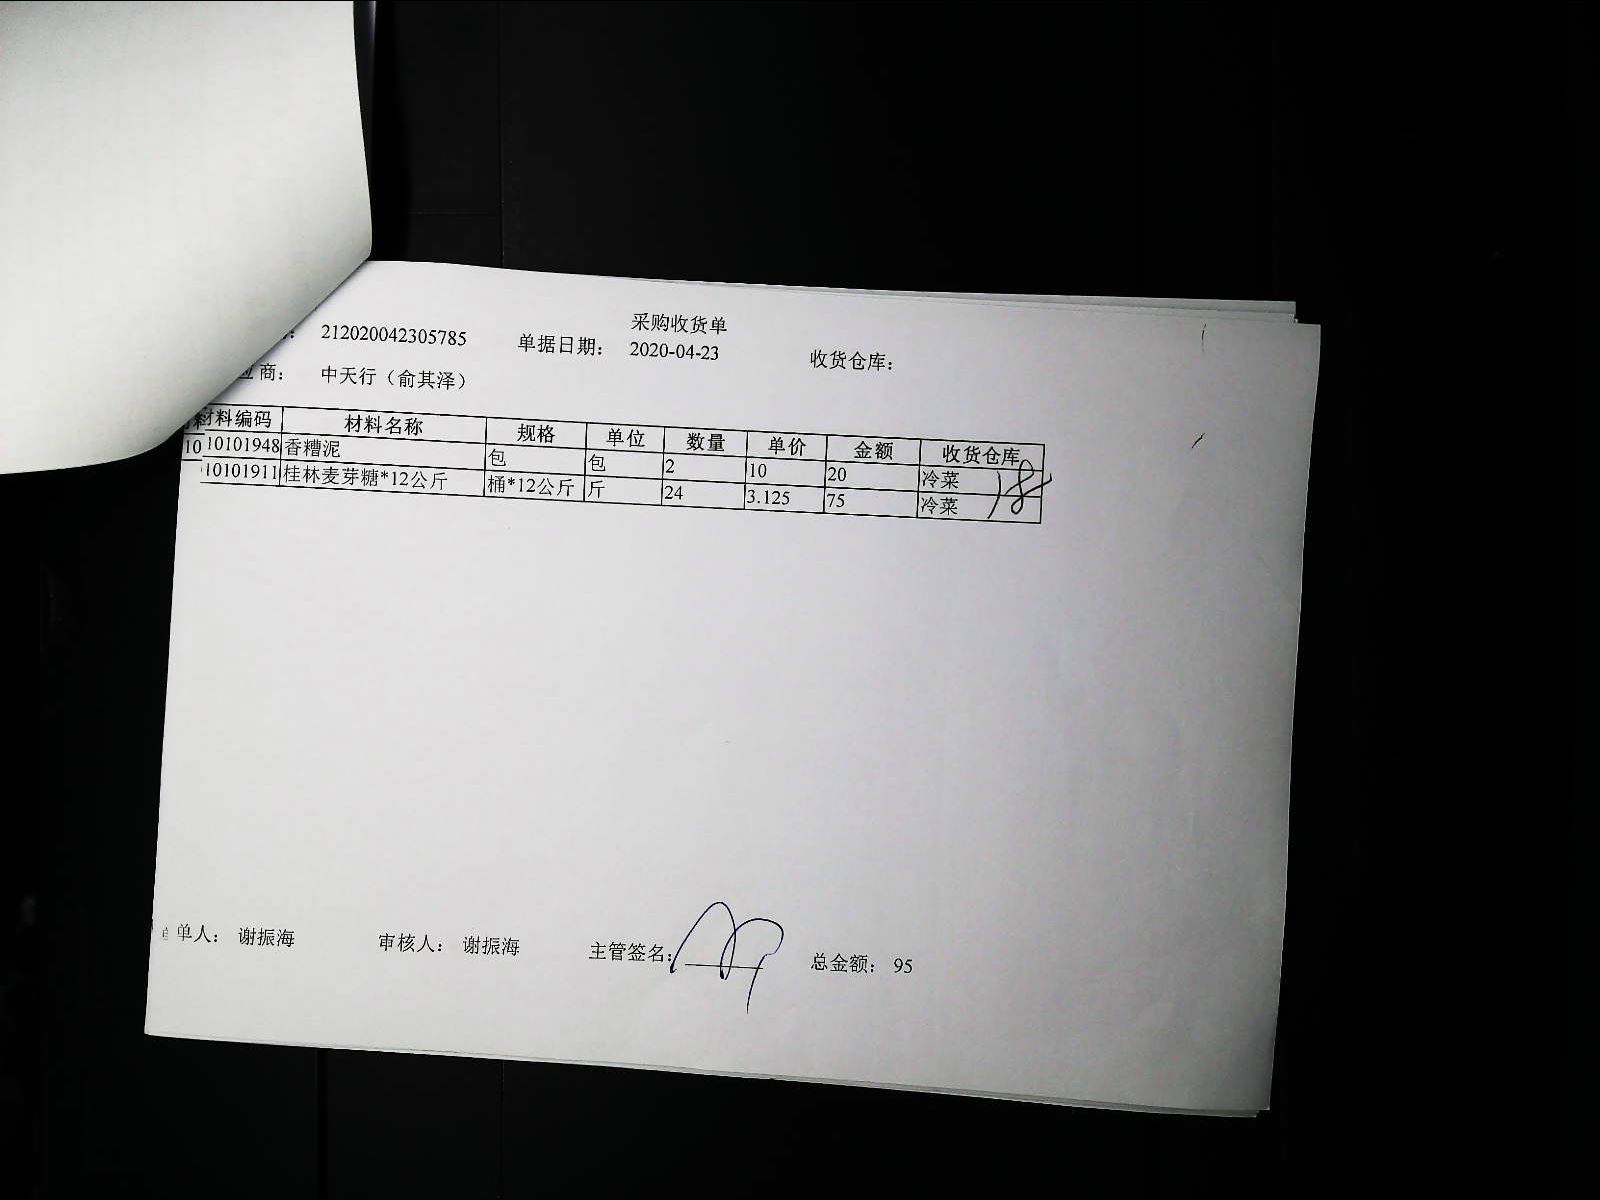 采购收货单
212020042305785 单据日期： 2020-04-23 收货仓库：
应商： 中天行（俞其泽）
材料编码 材料名称 规格 单位 数量 单价 金额 收货仓库
10101948 香糟泥 包 包 2 10 20 冷菜
10101911 桂林麦芽糖*12公斤 桶*12公斤 斤 24 3.125 75 冷菜
单人： 谢振海 审核人： 谢振海 主管签名： 总金额： 95